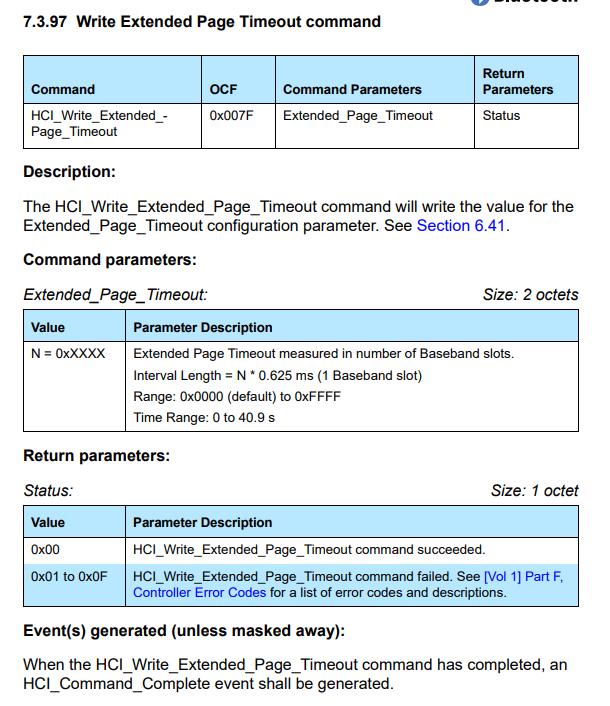 7.3.97 Write Extended Page Timeout command
Command
OCF
Command Parameters
Return
Parameters
HCI_Write_Extended_-
Page_Timeout
0x007F
Extended_Page_Timeout
Status
Description:
The HCI_Write_Extended_Page_Timeout command will write the value for the
Extended_Page_Timeout configuration parameter. See Section 6.41.
Command parameters:
Extended_Page_Timeout:
Size: 2 octets
Value
Parameter Description
N = 0xXXXX
Extended Page Timeout measured in number of Baseband slots.
Interval Length = N * 0.625 ms (1 Baseband slot)
Range: 0x0000 (default) to 0xFFFF
Time Range: 0 to 40.9 s
Return parameters:
Status:
Size: 1 octet
Value
Parameter Description
0x00
HCI_Write_Extended_Page_Timeout command succeeded.
0x01 to 0x0F
HCI_Write_Extended_Page_Timeout command failed. See [Vol 1] Part F,
Controller Error Codes for a list of error codes and descriptions.
Event(s) generated (unless masked away):
When the HCI_Write_Extended_Page_Timeout command has completed, an
HCI_Command_Complete event shall be generated.